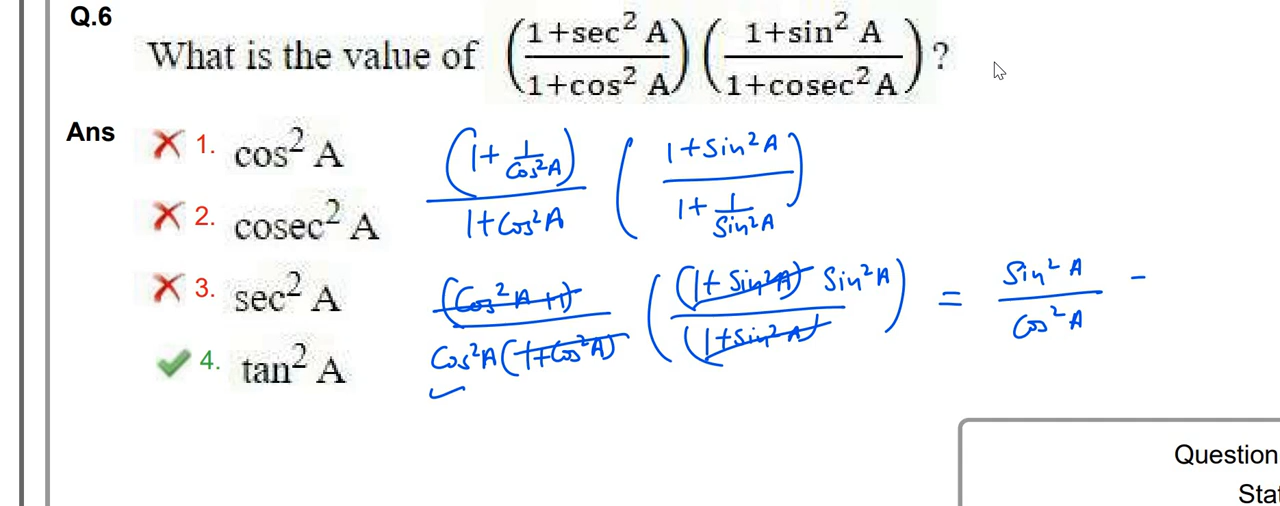 Q.6
What is the value of (1+sec² A / 1+cos² A) (1+sin² A / 1+cosec² A) ?
Ans
1. cos² A
2. cosec² A
3. sec² A
4. tan² A
(1 + 1/Cos²A) / 1+Cos²A (1+Sin²A / 1+ 1/Sin²A)
(Cos²A+1) / Cos²A(1+Cos²A) ((1+Sin²A) Sin²A / (1+Sin²A)) = Sin²A / Cos²A -
Question
Stat